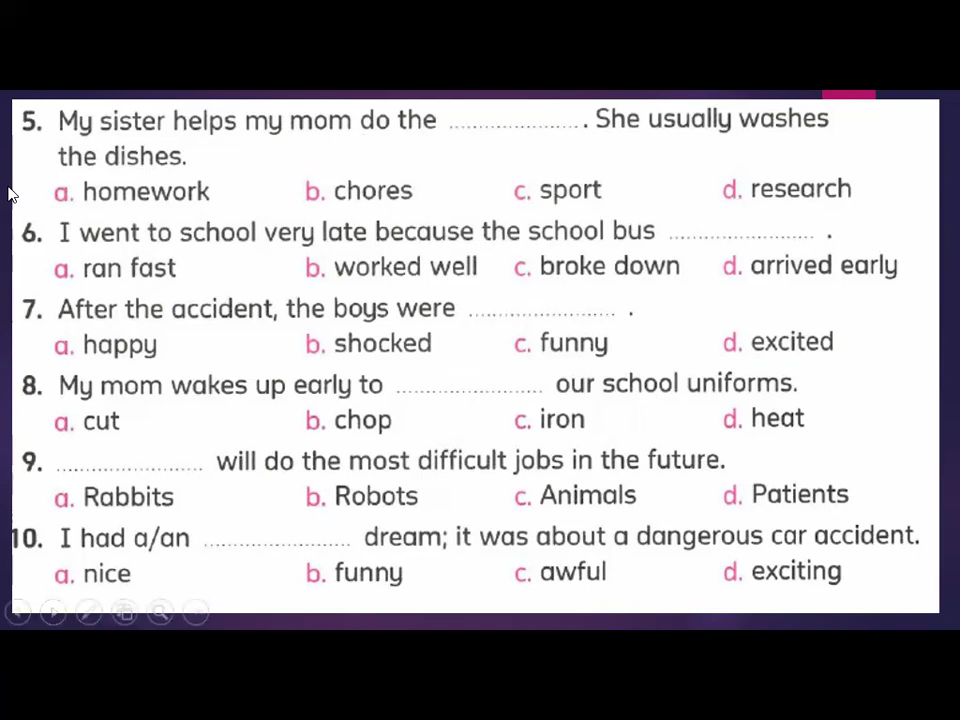 5. My sister helps my mom do the ........................ . She usually washes
the dishes.
a. homework b. chores c. sport d. research
6. I went to school very late because the school bus ........................ .
a. ran fast b. worked well c. broke down d. arrived early
7. After the accident, the boys were ........................ .
a. happy b. shocked c. funny d. excited
8. My mom wakes up early to ........................ our school uniforms.
a. cut b. chop c. iron d. heat
9. ........................ will do the most difficult jobs in the future.
a. Rabbits b. Robots c. Animals d. Patients
10. I had a/an ........................ dream; it was about a dangerous car accident.
a. nice b. funny c. awful d. exciting